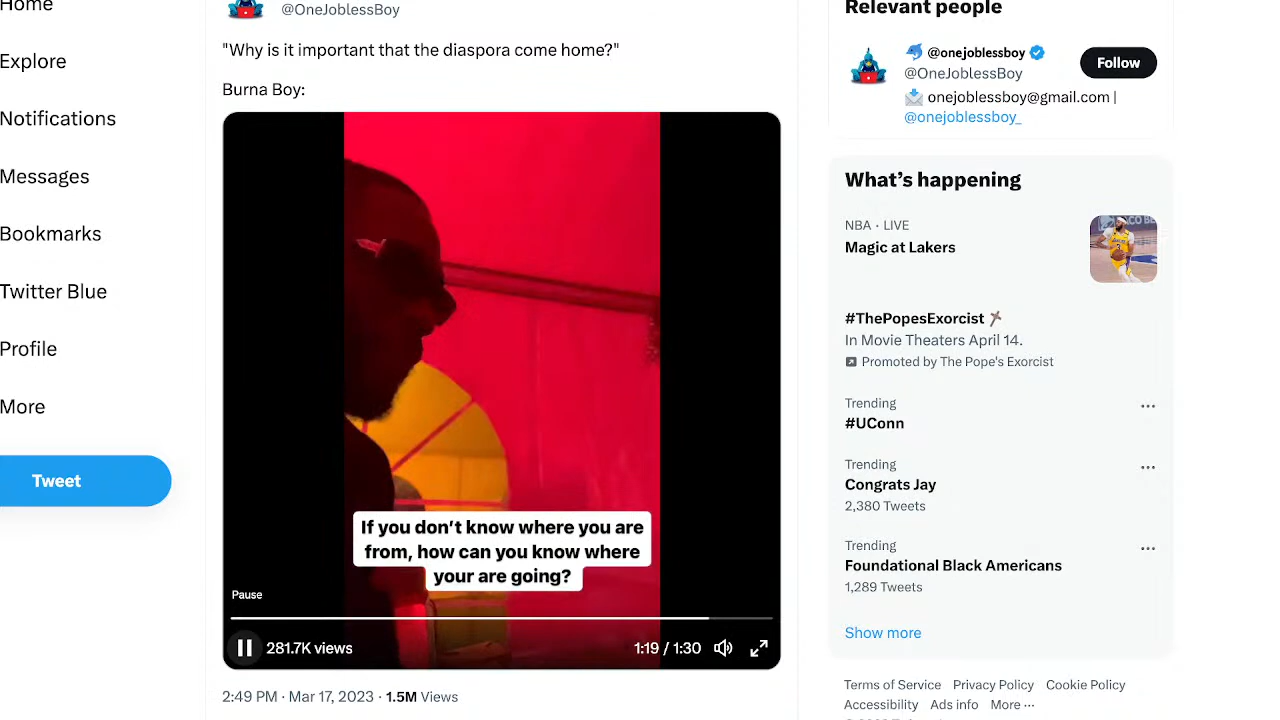 Home
Explore
Notifications
Messages
Bookmarks
Twitter Blue
Profile
More
Tweet
@OneJoblessBoy
"Why is it important that the diaspora come home?"
Burna Boy:
If you don't know where you are
from, how can you know where
your are going?
Pause
281.7K views
1:19 / 1:30
2:49 PM · Mar 17, 2023 · 1.5M Views
Relevant people
@onejoblessboy
@OneJoblessBoy
Follow
onejoblessboy@gmail.com |
@onejoblessboy_
What's happening
NBA · LIVE
Magic at Lakers
#ThePopesExorcist
In Movie Theaters April 14.
Promoted by The Pope's Exorcist
Trending
#UConn
Trending
Congrats Jay
2,380 Tweets
Trending
Foundational Black Americans
1,289 Tweets
Show more
Terms of Service Privacy Policy Cookie Policy
Accessibility Ads info More ···